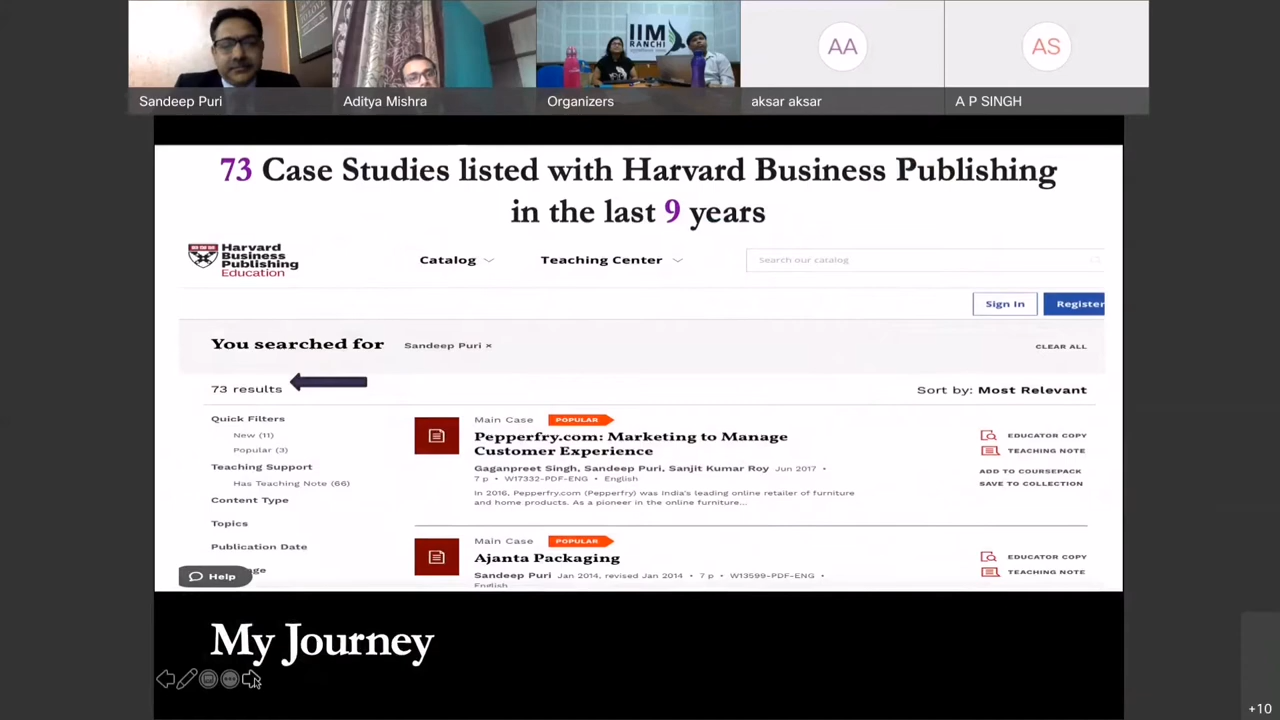 IIM
RANCHI
AA
AS
Sandeep Puri
Aditya Mishra
Organizers
aksar aksar
A P SINGH
73 Case Studies listed with Harvard Business Publishing
in the last 9 years
Harvard
Business
Publishing
Education
Catalog
Teaching Center
Search our catalog
Sign In
Register
You searched for
Sandeep Puri ×
CLEAR ALL
73 results
Sort by: Most Relevant
Quick Filters
New (11)
Popular (3)
Teaching Support
Has Teaching Note (66)
Content Type
Topics
Publication Date
age
Help
Main Case POPULAR
Pepperfry.com: Marketing to Manage
Customer Experience
Gaganpreet Singh, Sandeep Puri, Sanjit Kumar Roy Jun 2017 •
7 p • W17332-PDF-ENG • English
In 2016, Pepperfry.com (Pepperfry) was India's leading online retailer of furniture
and home products. As a pioneer in the online furniture...
EDUCATOR COPY
TEACHING NOTE
ADD TO COURSEPACK
SAVE TO COLLECTION
Main Case POPULAR
Ajanta Packaging
Sandeep Puri Jan 2014, revised Jan 2014 • 7 p • W13599-PDF-ENG •
English
EDUCATOR COPY
TEACHING NOTE
My Journey
+10